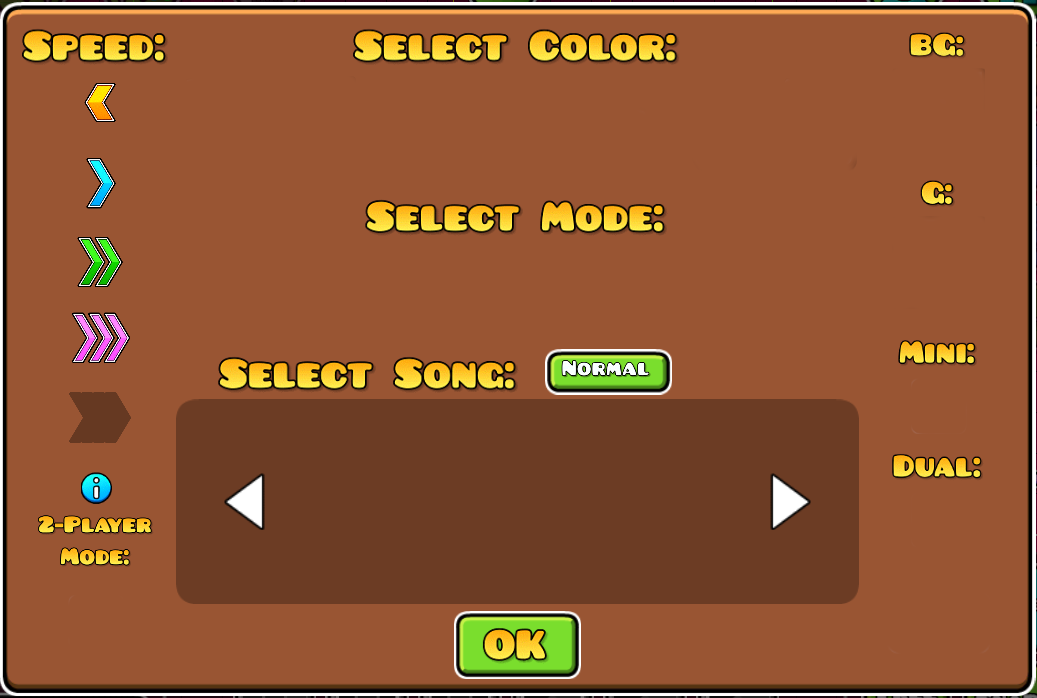 Speed:
Select Color:
BG:
G:
Select Mode:
Mini:
Select Song:
Normal
Dual:
2-Player
Mode:
OK